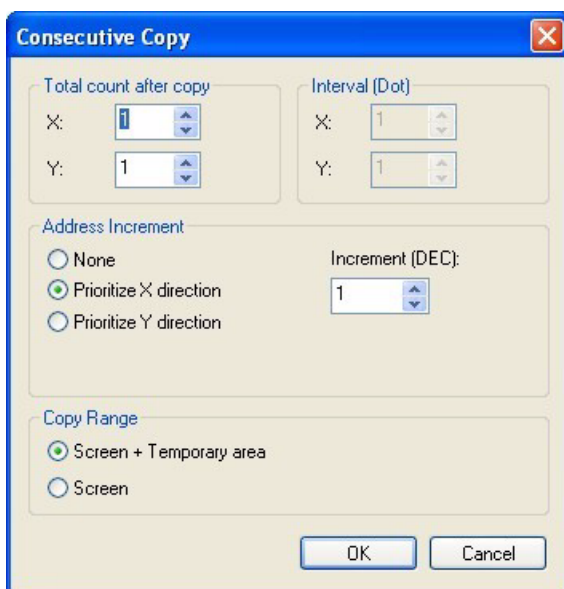 Consecutive Copy
Total count after copy
X: 1
Y: 1
Interval (Dot)
X: 1
Y: 1
Address Increment
None
Prioritize X direction
Prioritize Y direction
Increment (DEC):
1
Copy Range
Screen + Temporary area
Screen
OK
Cancel